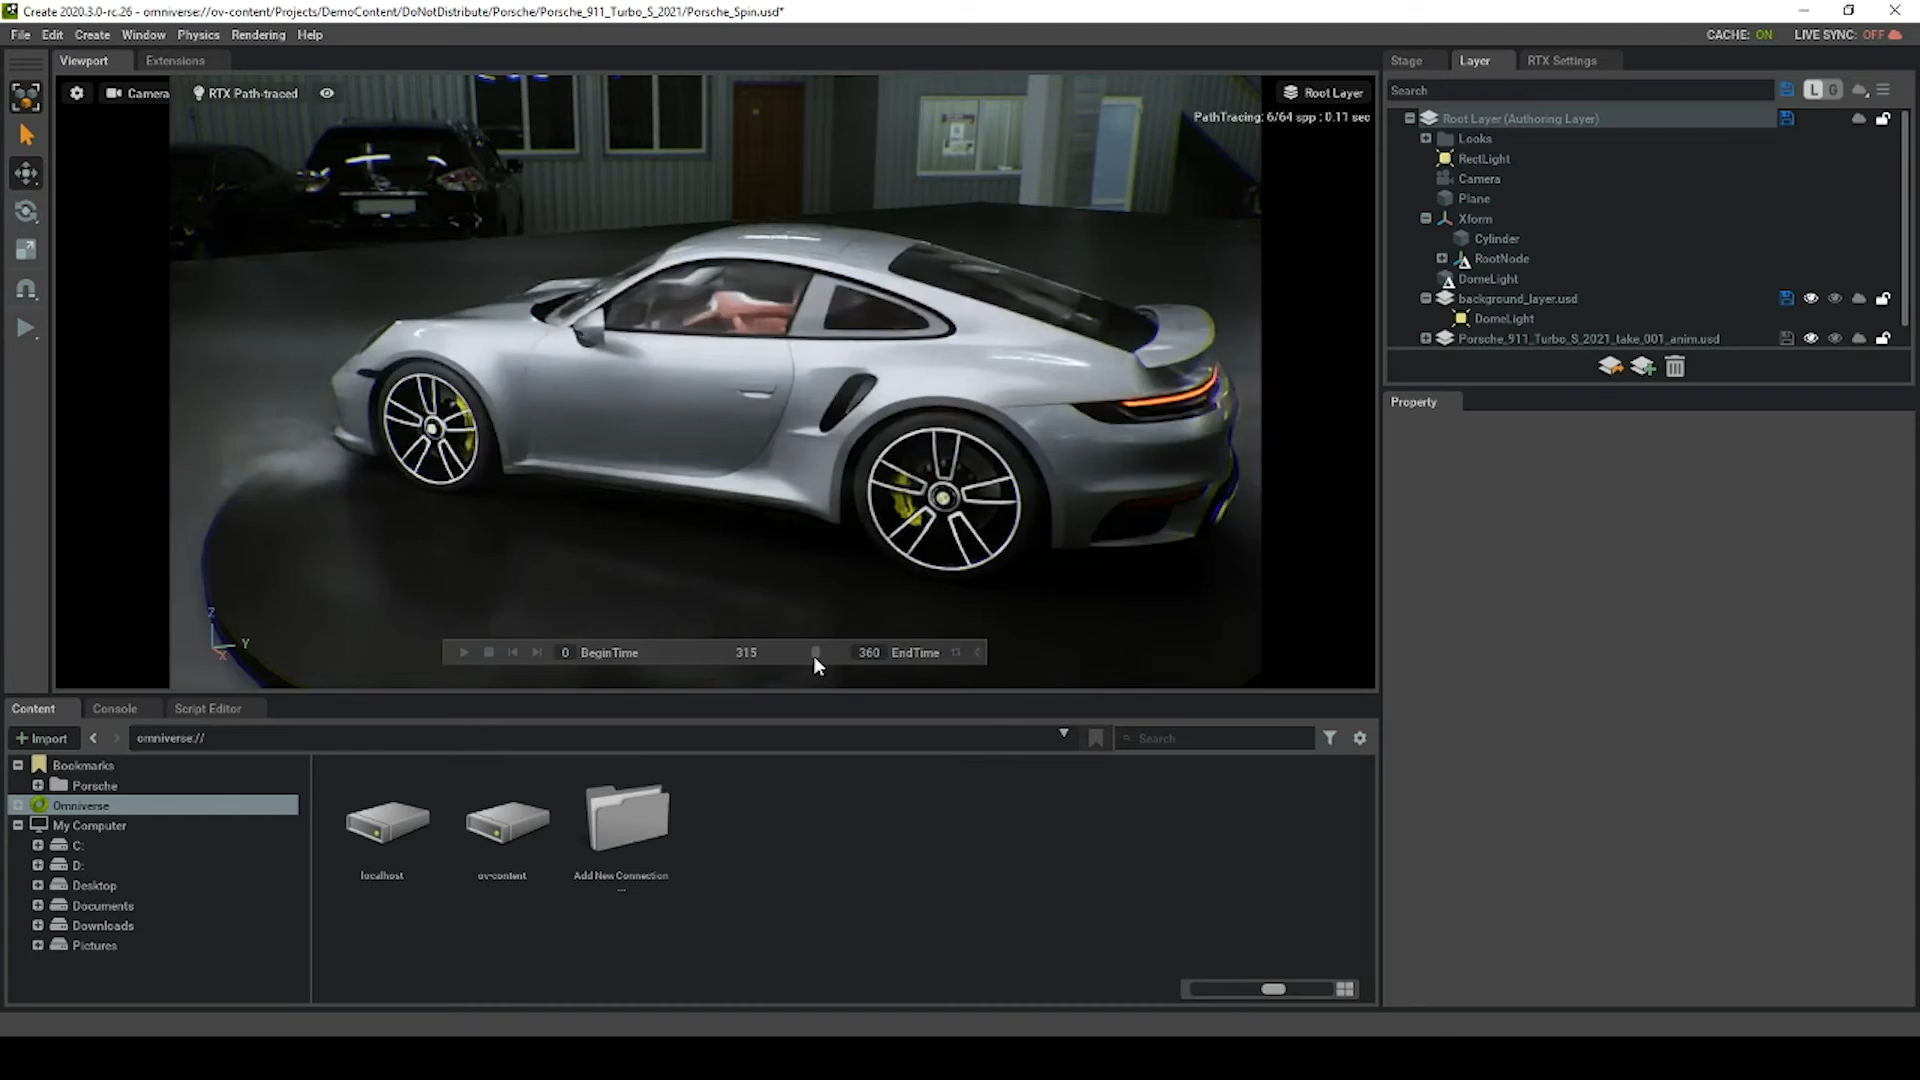 Create 2020.3.0-rc.26 - omniverse://ov-content/Projects/DemoContent/DoNotDistribute/Porsche/Porsche_911_Turbo_S_2021/Porsche_Spin.usd*
File Edit Create Window Physics Rendering Help
CACHE: ON LIVE SYNC: OFF
Viewport Extensions
Stage Layer RTX Settings
Camera RTX Path-traced
Root Layer
PathTracing: 6/64 spp : 0.11 sec
Search
L G
Root Layer (Authoring Layer)
Looks
RectLight
Camera
Plane
Xform
Cylinder
RootNode
DomeLight
background_layer.usd
DomeLight
Porsche_911_Turbo_S_2021_take_001_anim.usd
Property
Z
Y
X
0 BeginTime 315 360 EndTime
Content Console Script Editor
+ Import omniverse:// Search
Bookmarks
Porsche
Omniverse
My Computer
C:
D:
Desktop
Documents
Downloads
Pictures
localhost
ov-content
Add New Connection
...